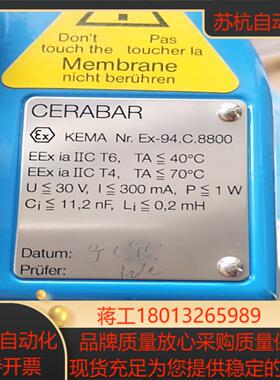 苏杭自动
Do not
Don't Pas
touch the toucher la
Membrane
nicht berühren
CERABAR
Ex KEMA Nr. Ex-94.C.8800
EEx ia IIC T6, TA ≦ 40°C
EEx ia IIC T4, TA ≦ 70°C
U ≦ 30 V, I ≦ 300 mA, P ≦ 1 W
Ci ≦ 11,2 nF, Li ≦ 0,2 mH
Datum:
Prüfer:
蒋工18013265989
自动化
品牌质量放心采购质量保
开票
现货充足为您提供稳定的